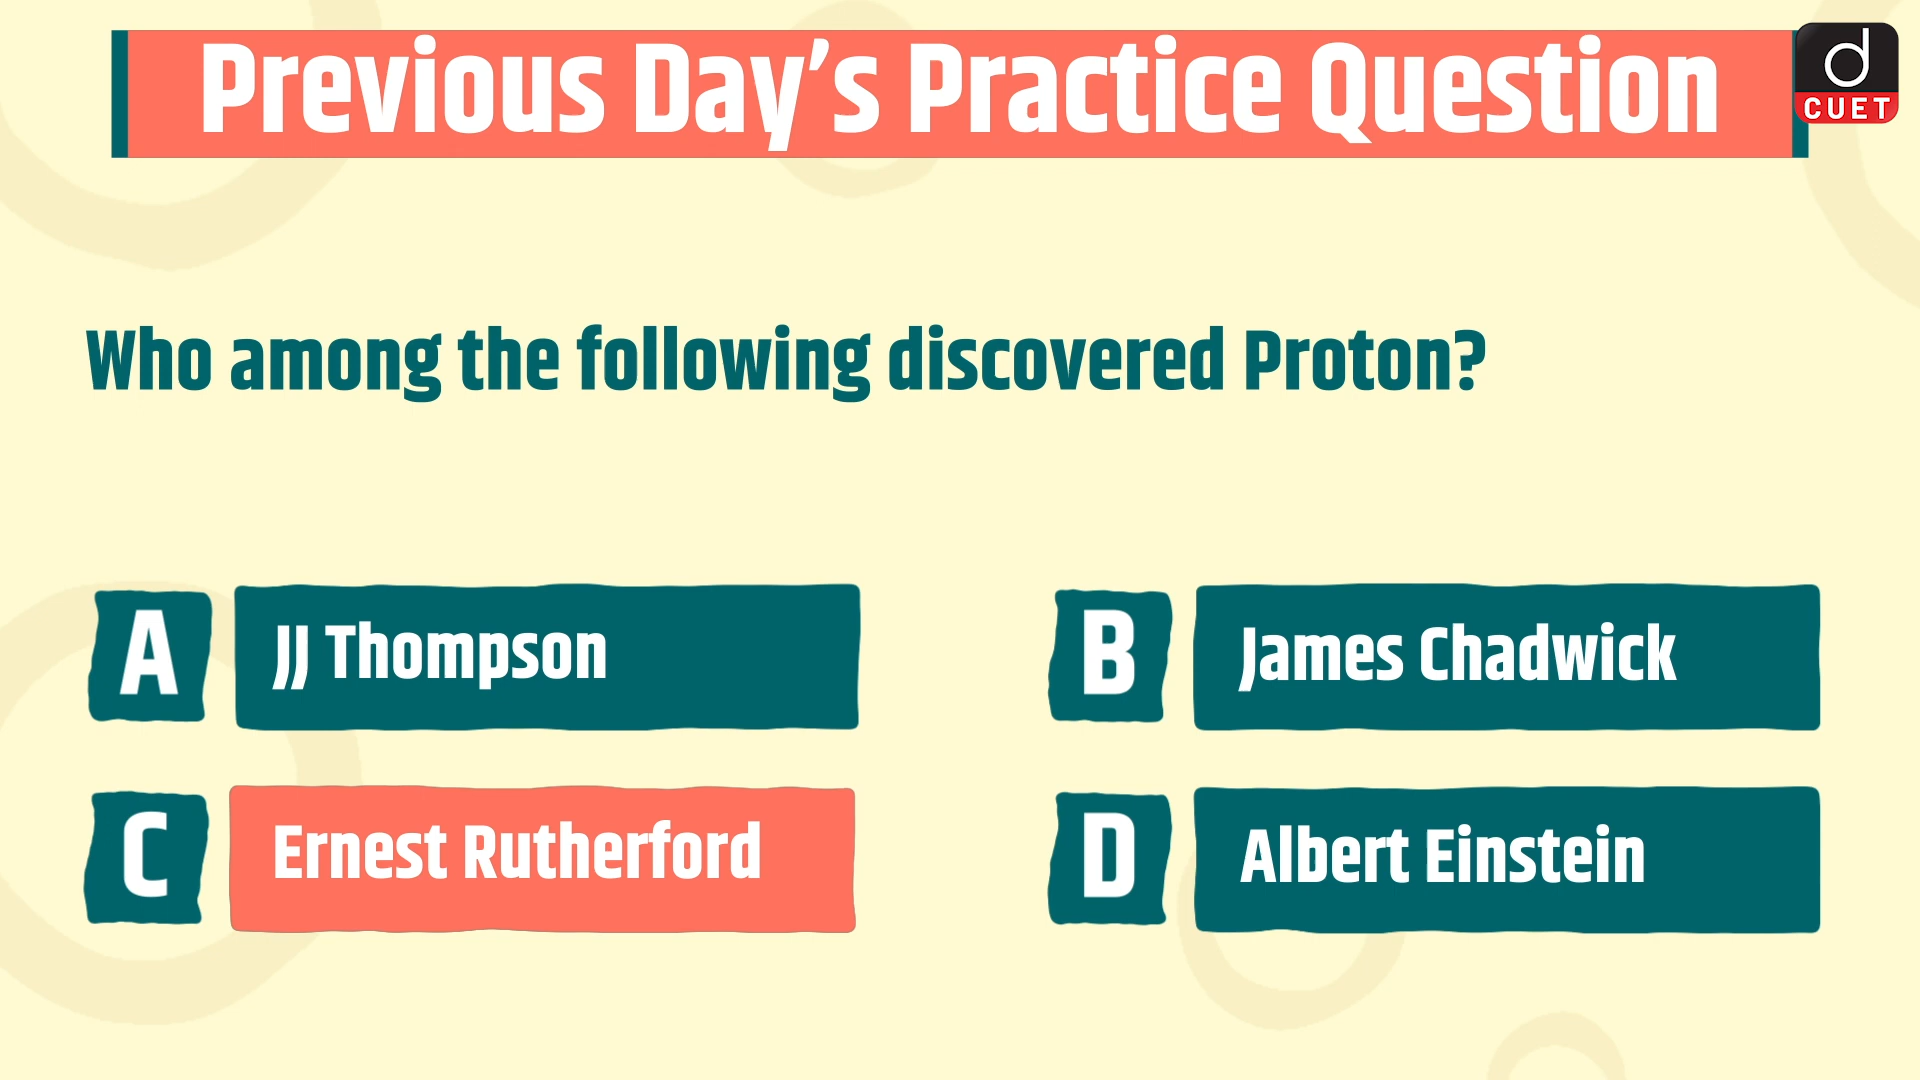 Previous Day’s Practice Question
d
CUET
Who among the following discovered Proton?
A
JJ Thompson
B
James Chadwick
C
Ernest Rutherford
D
Albert Einstein